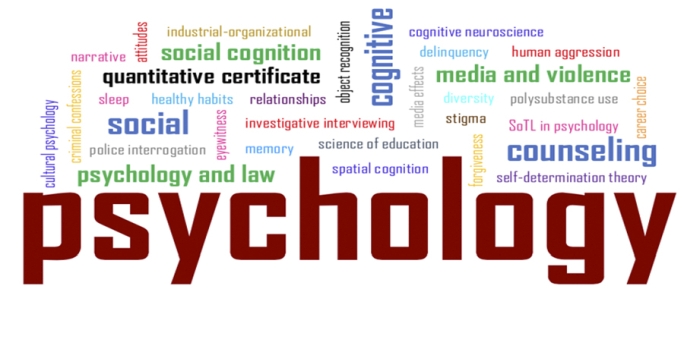 industrial-organizational
attitudes
narrative
social cognition
object recognition
cognitive
cognitive neuroscience
delinquency
human aggression
quantitative certificate
media and violence
sleep
healthy habits
relationships
media effects
diversity
polysubstance use
career choice
cultural psychology
criminal confessions
social
eyewitness
investigative interviewing
stigma
SoTL in psychology
police interrogation
memory
science of education
forgiveness
counseling
psychology and law
spatial cognition
self-determination theory
psychology